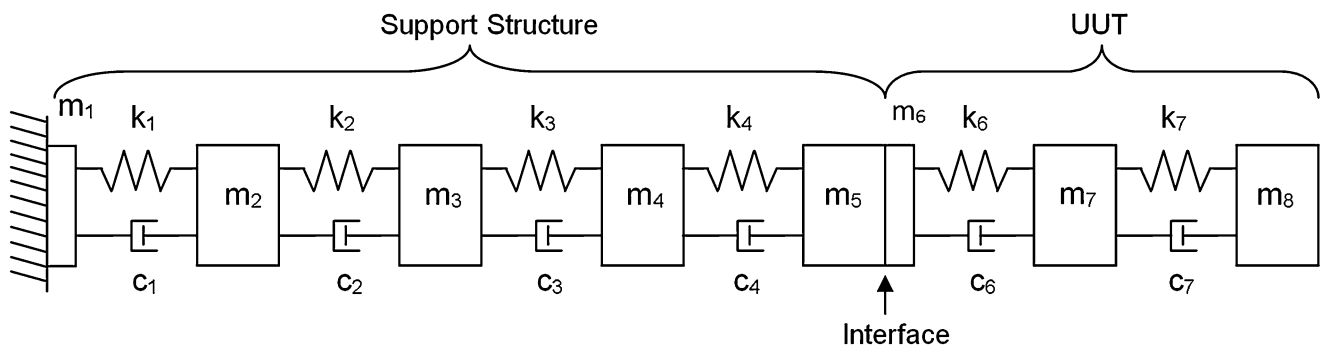 Support Structure UUT
m₁ k₁ k₂ k₃ k₄ m₆ k₆ k₇
m₂ m₃ m₄ m₅ m₇ m₈
c₁ c₂ c₃ c₄ c₆ c₇
Interface